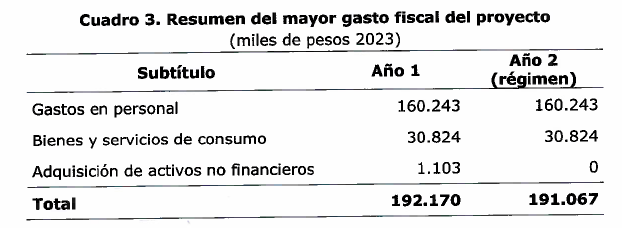 Cuadro 3. Resumen del mayor gasto fiscal del proyecto
(miles de pesos 2023)
Subtítulo Año 1 Año 2 (régimen)
Gastos en personal 160.243 160.243
Bienes y servicios de consumo 30.824 30.824
Adquisición de activos no financieros 1.103 0
Total 192.170 191.067